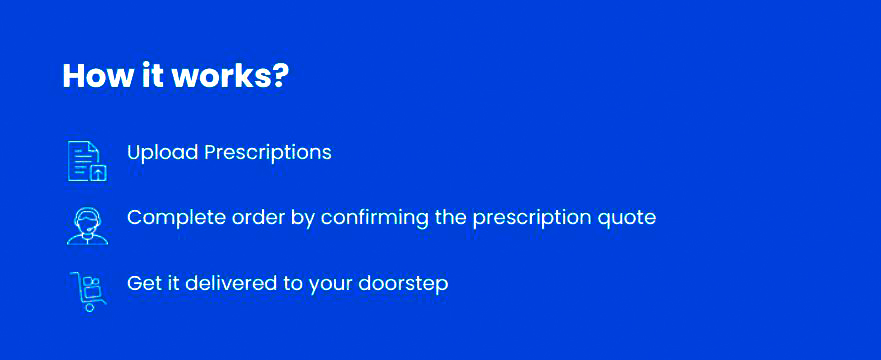 How it works?
Upload Prescriptions
Complete order by confirming the prescription quote
Get it delivered to your doorstep